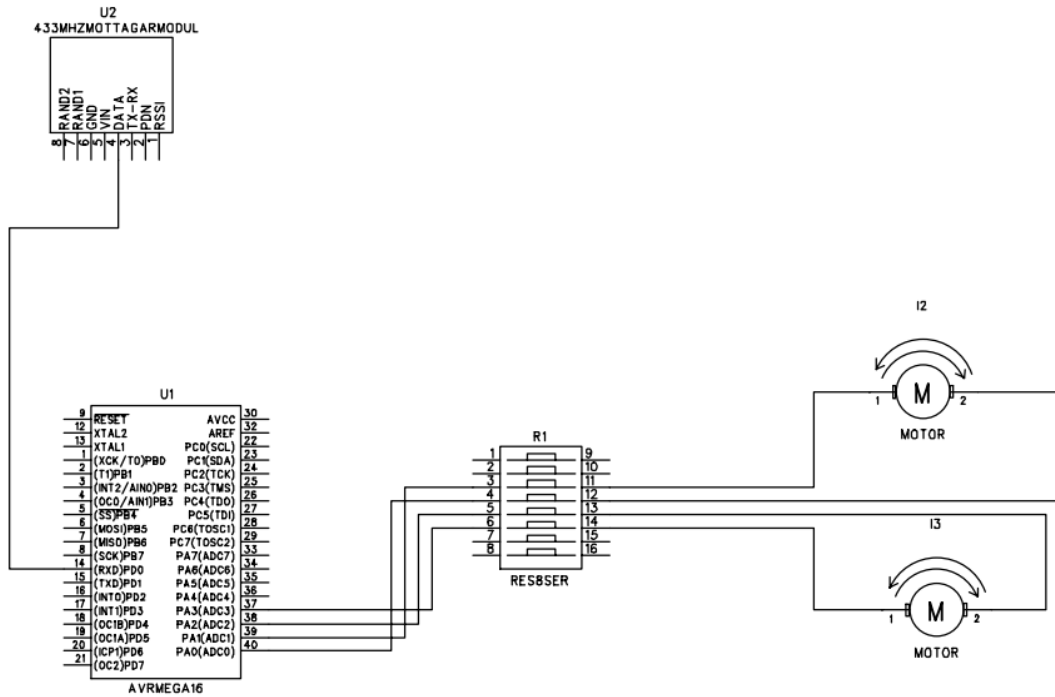 U2
433MHZMOTTAGARMODUL
RAND2
RAND1
GND
VIN
DATA
TX-RX
PDN
RSSI
8
7
6
5
4
3
2
1
I2
M
1
2
MOTOR
U1
9 RESET AVCC 30
12 XTAL2 AREF 32
13 XTAL1 PC0(SCL) 22
1 (XCK/T0)PB0 PC1(SDA) 23
2 (T1)PB1 PC2(TCK) 24
3 (INT2/AIN0)PB2 PC3(TMS) 25
4 (OC0/AIN1)PB3 PC4(TDO) 26
5 (SS)PB4 PC5(TDI) 27
6 (MOSI)PB5 PC6(TOSC1) 28
7 (MISO)PB6 PC7(TOSC2) 29
8 (SCK)PB7 PA7(ADC7) 33
14 (RXD)PD0 PA6(ADC6) 34
15 (TXD)PD1 PA5(ADC5) 35
16 (INT0)PD2 PA4(ADC4) 36
17 (INT1)PD3 PA3(ADC3) 37
18 (OC1B)PD4 PA2(ADC2) 38
19 (OC1A)PD5 PA1(ADC1) 39
20 (ICP1)PD6 PA0(ADC0) 40
21 (OC2)PD7
AVRMEGA16
R1
1 9
2 10
3 11
4 12
5 13
6 14
7 15
8 16
RES8SER
I3
M
1
2
MOTOR